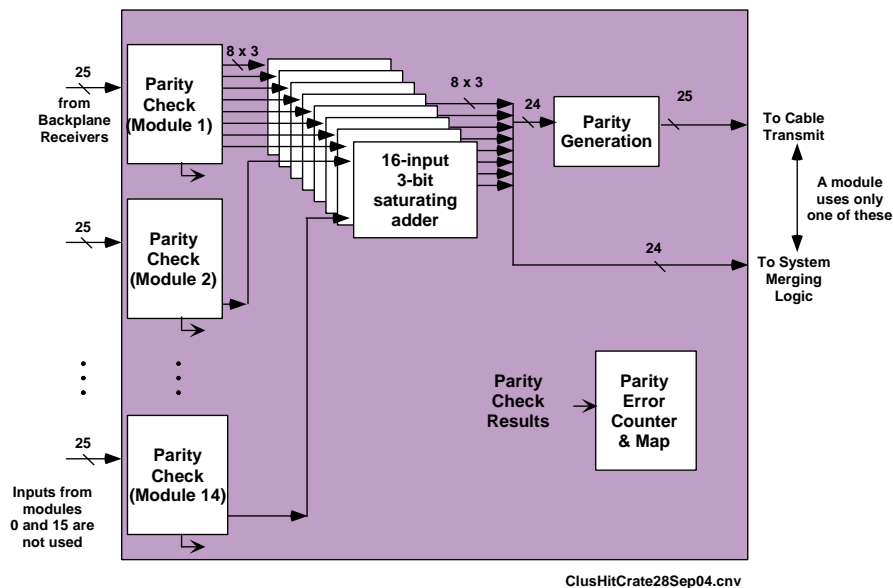 25
from
Backplane
Receivers
Parity
Check
(Module 1)
8 x 3
16-input
3-bit
saturating
adder
8 x 3
24
Parity
Generation
25
To Cable
Transmit
A module
uses only
one of these
25
Parity
Check
(Module 2)
24
To System
Merging
Logic
Parity
Check
Results
Parity
Error
Counter
& Map
25
Parity
Check
(Module 14)
Inputs from
modules
0 and 15 are
not used
ClusHitCrate28Sep04.cnv